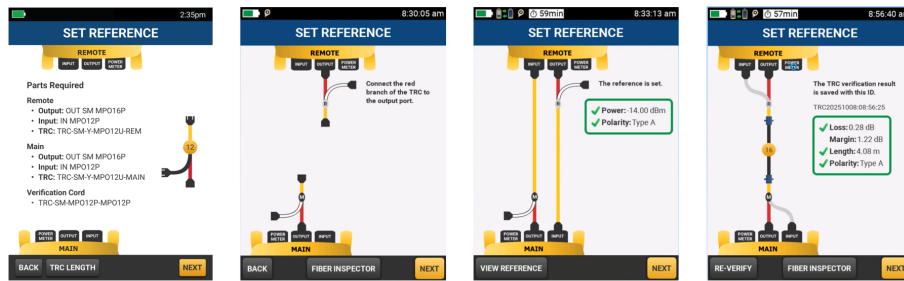 2:35pm
SET REFERENCE
REMOTE
INPUT OUTPUT POWER METER
Parts Required
Remote
• Output: OUT SM MPO16P
• Input: IN MPO12P
• TRC: TRC-SM-Y-MPO12U-REM
12
Main
• Output: OUT SM MPO16P
• Input: IN MPO12P
• TRC: TRC-SM-Y-MPO12U-MAIN
Verification Cord
• TRC-SM-MPO12P-MPO12P
POWER METER OUTPUT INPUT
MAIN
BACK TRC LENGTH NEXT
8:30:05 am
SET REFERENCE
REMOTE
INPUT OUTPUT POWER METER
Connect the red
branch of the TRC to
the output port.
R
M
POWER METER OUTPUT INPUT
MAIN
BACK FIBER INSPECTOR NEXT
59min 8:33:13 am
SET REFERENCE
REMOTE
INPUT OUTPUT POWER METER
The reference is set.
R
Power: -14.00 dBm
Polarity: Type A
M
POWER METER OUTPUT INPUT
MAIN
VIEW REFERENCE NEXT
57min 8:56:40 am
SET REFERENCE
REMOTE
INPUT OUTPUT POWER METER
The TRC verification result
is saved with this ID.
R
TRC20251008:08:56:25
Loss: 0.28 dB
Margin: 1.22 dB
16
Length: 4.08 m
Polarity: Type A
M
POWER METER OUTPUT INPUT
MAIN
RE-VERIFY FIBER INSPECTOR NEXT